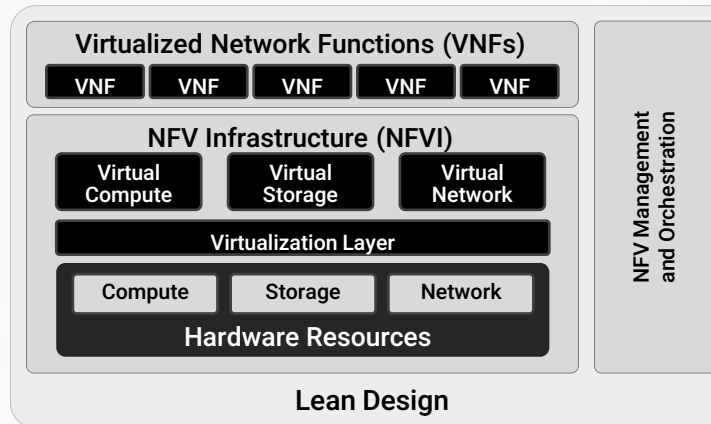 Virtualized Network Functions (VNFs)
VNF VNF VNF VNF VNF
NFV Infrastructure (NFVI)
Virtual
Compute
Virtual
Storage
Virtual
Network
Virtualization Layer
Compute Storage Network
Hardware Resources
NFV Management
and Orchestration
Lean Design